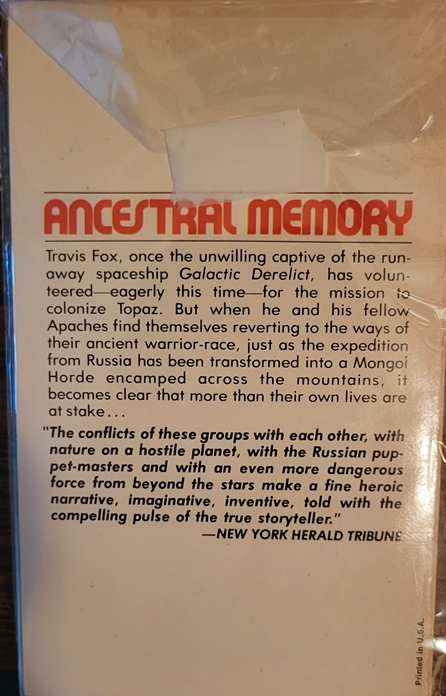 ANCESTRAL MEMORY
Travis Fox, once the unwilling captive of the run-
away spaceship Galactic Derelict, has volun-
teered—eagerly this time—for the mission to
colonize Topaz. But when he and his fellow
Apaches find themselves reverting to the ways of
their ancient warrior-race, just as the expedition
from Russia has been transformed into a Mongol
Horde encamped across the mountains, it
becomes clear that more than their own lives are
at stake...
"The conflicts of these groups with each other, with
nature on a hostile planet, with the Russian pup-
pet-masters and with an even more dangerous
force from beyond the stars make a fine heroic
narrative, imaginative, inventive, told with the
compelling pulse of the true storyteller."
—NEW YORK HERALD TRIBUNE
Printed in U.S.A.